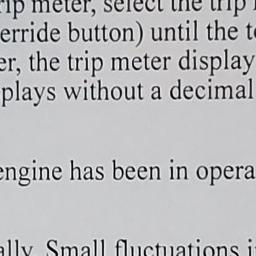 rip meter, select the trip
erride button) until the t
er, the trip meter display
plays without a decimal
engine has been in opera
ally. Small fluctuations i